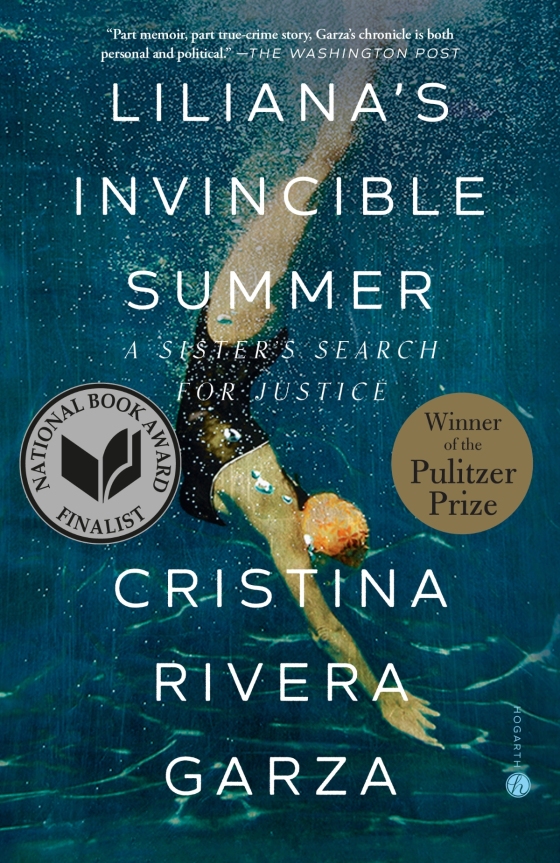 “Part memoir, part true-crime story, Garza’s chronicle is both
personal and political.” —THE WASHINGTON POST
LILIANA’S
INVINCIBLE
SUMMER
A SISTER’S SEARCH
FOR JUSTICE
NATIONAL BOOK AWARD
FINALIST
Winner
of the
Pulitzer
Prize
CRISTINA
RIVERA
GARZA
HOGARTH
h